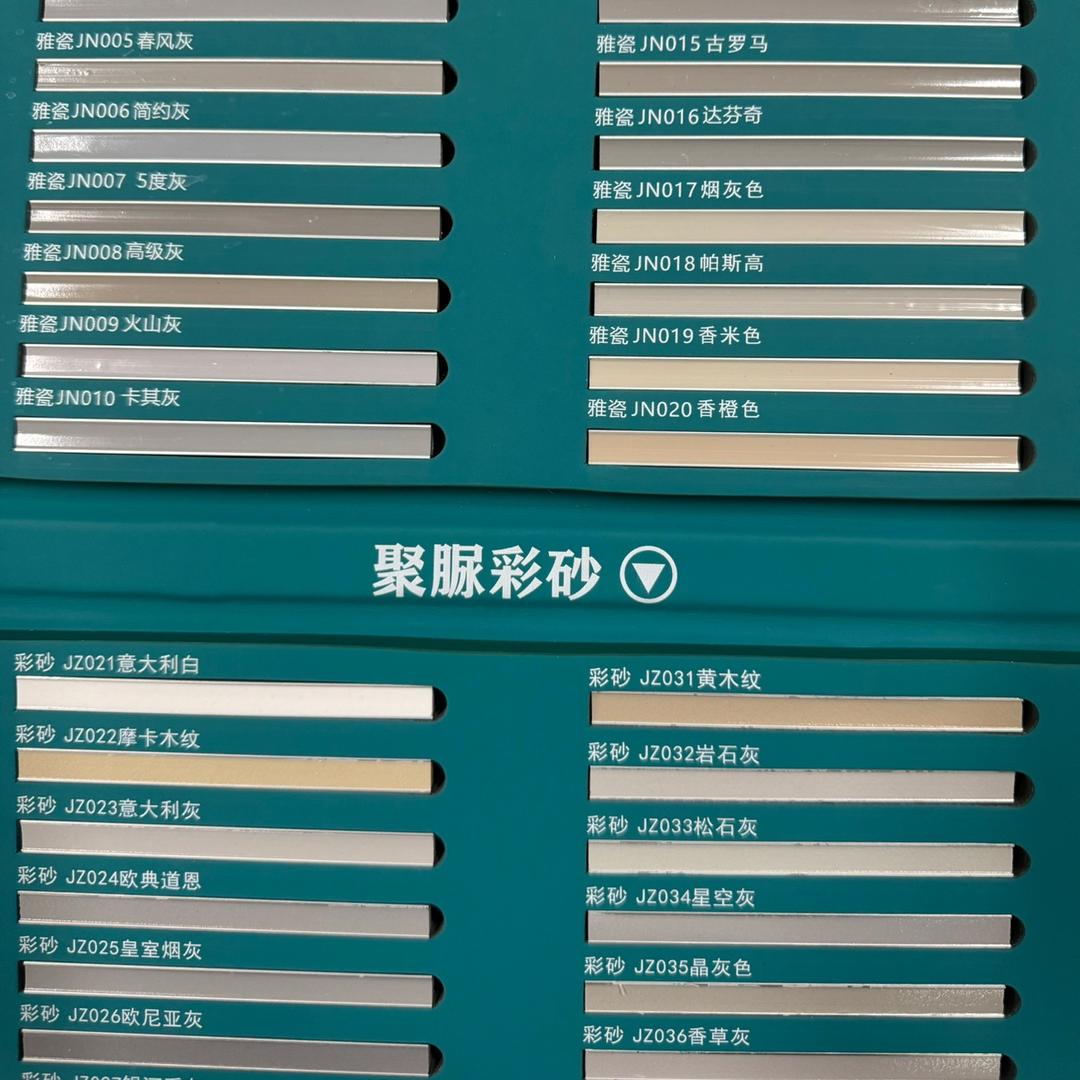 雅瓷JN005春风灰
雅瓷JN006简约灰
雅瓷JN007 5度灰
雅瓷JN008高级灰
雅瓷JN009火山灰
雅瓷JN010卡其灰
雅瓷JN015古罗马
雅瓷JN016达芬奇
雅瓷JN017烟灰色
雅瓷JN018帕斯高
雅瓷JN019香米色
雅瓷JN020香橙色
聚脲彩砂
彩砂 JZ021意大利白
彩砂 JZ022摩卡木纹
彩砂 JZ023意大利灰
彩砂 JZ024欧典道恩
彩砂 JZ025皇室烟灰
彩砂 JZ026欧尼亚灰
彩砂 JZ031黄木纹
彩砂 JZ032岩石灰
彩砂 JZ033松石灰
彩砂 JZ034星空灰
彩砂 JZ035晶灰色
彩砂 JZ036香草灰